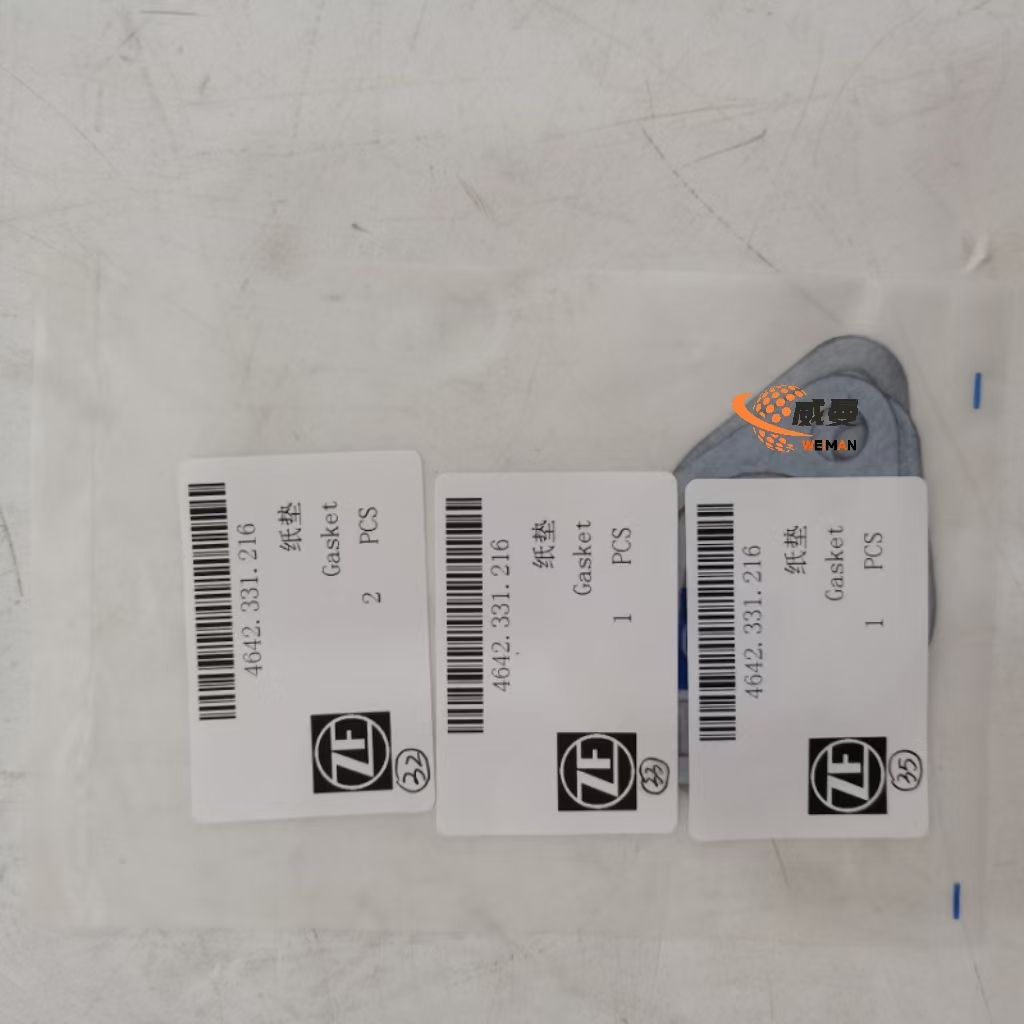 4642.331.216
纸垫
Gasket
2 PCS
ZF
32
4642.331.216
纸垫
Gasket
1 PCS
ZF
33
4642.331.216
纸垫
Gasket
1 PCS
ZF
35
威曼
WEMAN